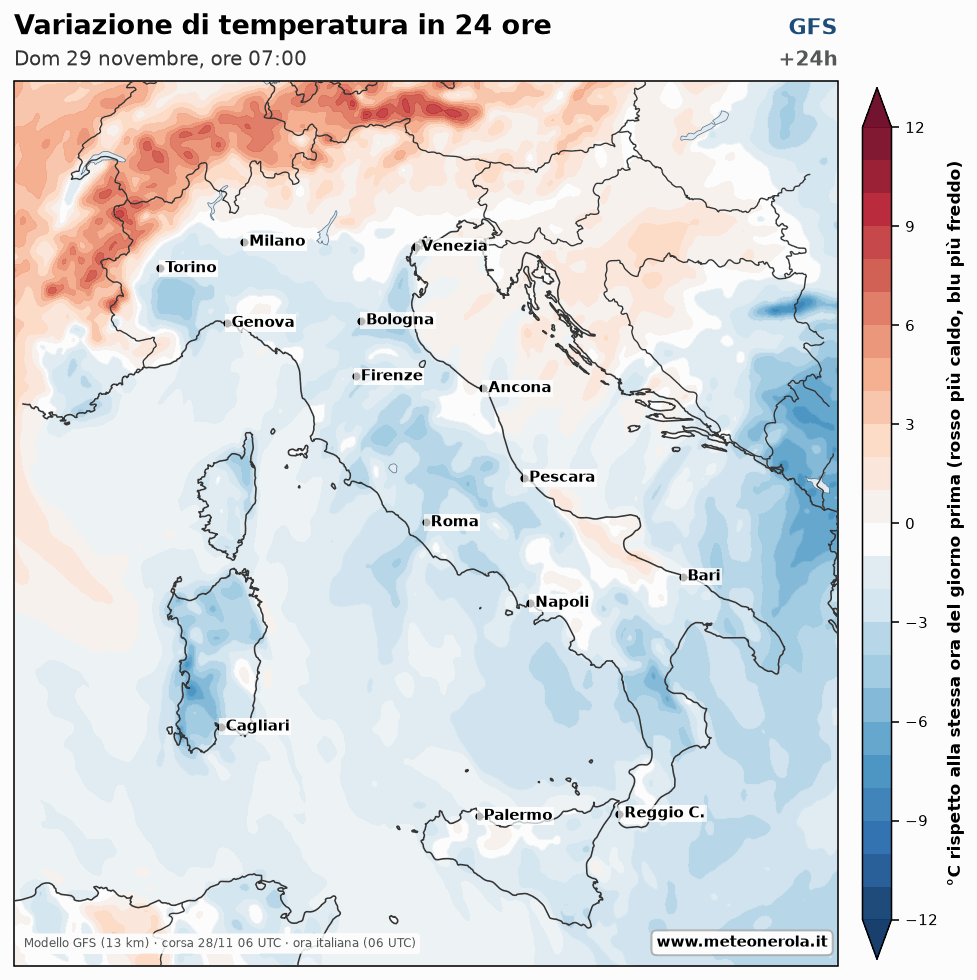 Variazione di temperatura in 24 ore
GFS
Dom 29 novembre, ore 07:00
+24h
Milano
Venezia
Torino
Genova
Bologna
Firenze
Ancona
Pescara
Roma
Bari
Napoli
Cagliari
Palermo
Reggio C.
12
9
6
3
0
−3
−6
−9
−12
°C rispetto alla stessa ora del giorno prima (rosso più caldo, blu più freddo)
Modello GFS (13 km) · corsa 28/11 06 UTC · ora italiana (06 UTC)
www.meteonerola.it